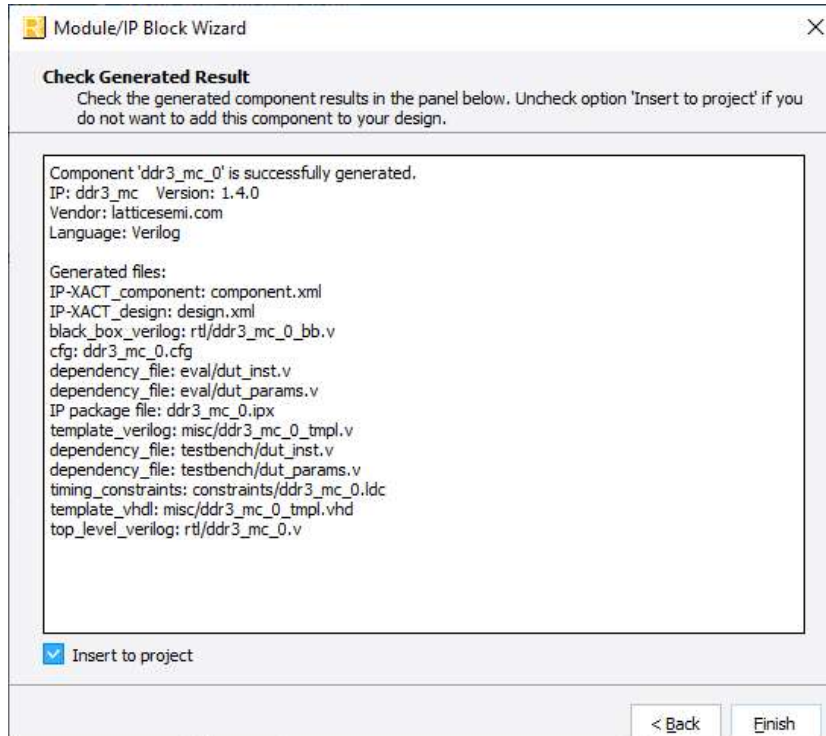 Module/IP Block Wizard
Check Generated Result
Check the generated component results in the panel below. Uncheck option 'Insert to project' if you
do not want to add this component to your design.
Component 'ddr3_mc_0' is successfully generated.
IP: ddr3_mc Version: 1.4.0
Vendor: latticesemi.com
Language: Verilog
Generated files:
IP-XACT_component: component.xml
IP-XACT_design: design.xml
black_box_verilog: rtl/ddr3_mc_0_bb.v
cfg: ddr3_mc_0.cfg
dependency_file: eval/dut_inst.v
dependency_file: eval/dut_params.v
IP package file: ddr3_mc_0.ipx
template_verilog: misc/ddr3_mc_0_tmpl.v
dependency_file: testbench/dut_inst.v
dependency_file: testbench/dut_params.v
timing_constraints: constraints/ddr3_mc_0.ldc
template_vhdl: misc/ddr3_mc_0_tmpl.vhd
top_level_verilog: rtl/ddr3_mc_0.v
Insert to project
< Back Finish